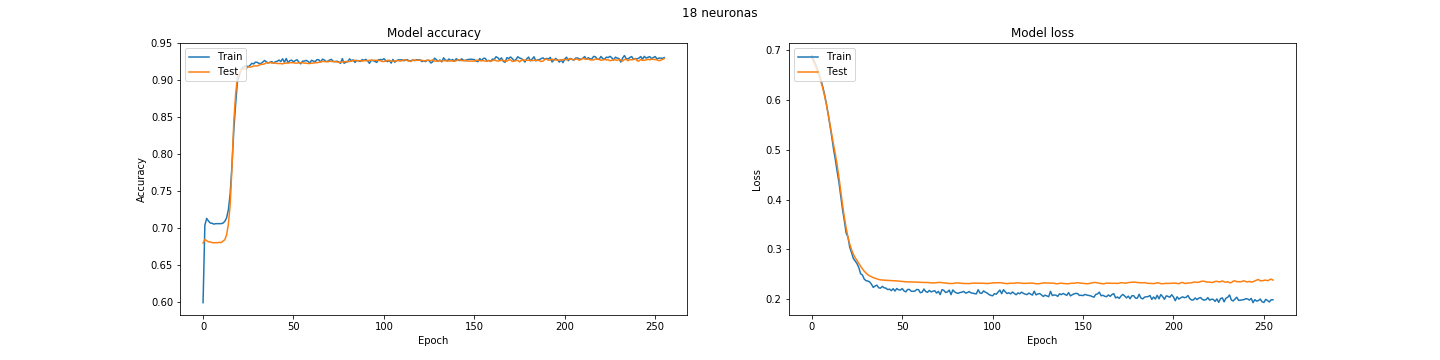 18 neuronas
Model accuracy
Train
Test
0.95
0.90
0.85
0.80
0.75
0.70
0.65
0.60
Accuracy
0 50 100 150 200 250
Epoch
Model loss
Train
Test
0.7
0.6
0.5
0.4
0.3
0.2
Loss
0 50 100 150 200 250
Epoch